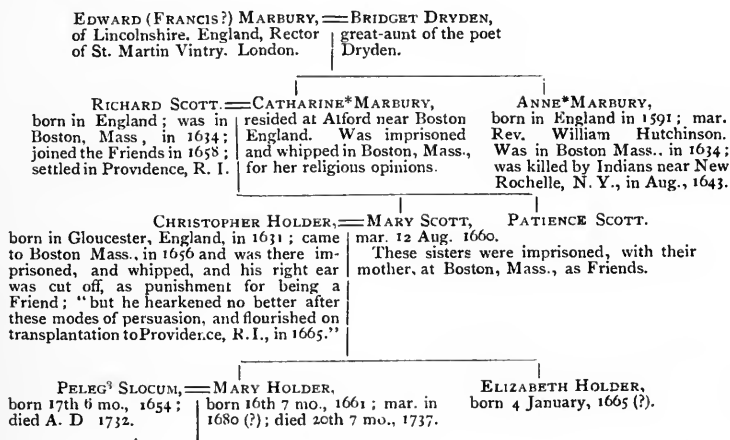 EDWARD (FRANCIS?) MARBURY,
of Lincolnshire. England, Rector
of St. Martin Vintry. London.
BRIDGET DRYDEN,
great-aunt of the poet
Dryden.
RICHARD SCOTT.
born in England; was in
Boston, Mass, in 1634;
joined the Friends in 1658;
settled in Providence, R. I.
CATHARINE*MARBURY,
resided at Alford near Boston
England. Was imprisoned
and whipped in Boston, Mass.,
for her religious opinions.
ANNE*MARBURY,
born in England in 1591; mar.
Rev. William Hutchinson.
Was in Boston Mass., in 1634;
was killed by Indians near New
Rochelle, N. Y., in Aug., 1643.
CHRISTOPHER HOLDER,
born in Gloucester, England, in 1631; came
to Boston Mass., in 1656 and was there im-
prisoned, and whipped, and his right ear
was cut off, as punishment for being a
Friend; "but he hearkened no better after
these modes of persuasion, and flourished on
transplantation to Providence, R. I., in 1665."
MARY SCOTT,
mar. 12 Aug. 1660.
PATIENCE SCOTT.
These sisters were imprisoned, with their
mother, at Boston, Mass., as Friends.
PELEG³ SLOCUM,
born 17th 6 mo., 1654;
died A. D 1732.
MARY HOLDER,
born 16th 7 mo., 1661; mar. in
1680 (?); died 20th 7 mo., 1737.
ELIZABETH HOLDER,
born 4 January, 1665 (?).